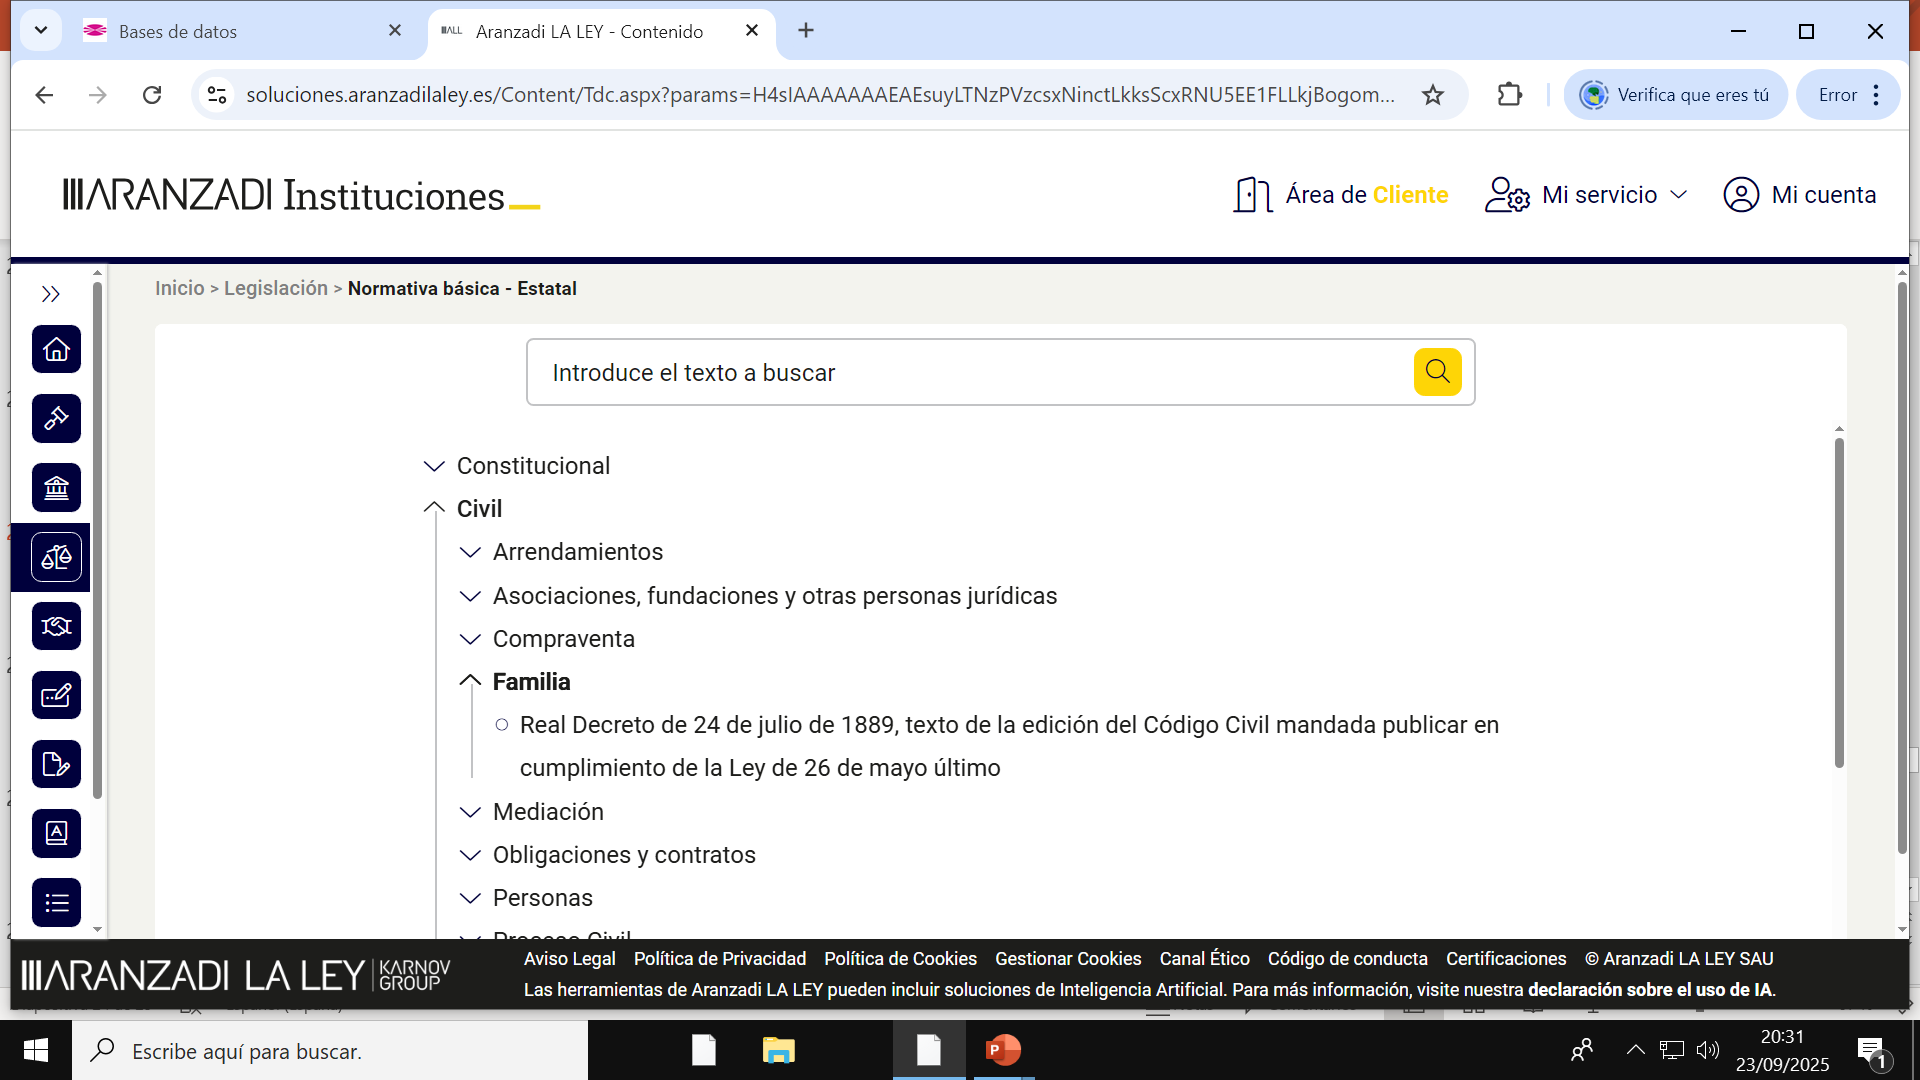 Bases de datos
Aranzadi LA LEY - Contenido
soluciones.aranzadilaley.es/Content/Tdc.aspx?params=H4sIAAAAAAAEAEsuyLTNzPVzcsxNinctLkksScxRNU5EE1FLLkjBogom...
Verifica que eres tú
Error
ARANZADI Instituciones
Área de Cliente
Mi servicio
Mi cuenta
Inicio > Legislación > Normativa básica - Estatal
Introduce el texto a buscar
Constitucional
Civil
Arrendamientos
Asociaciones, fundaciones y otras personas jurídicas
Compraventa
Familia
Real Decreto de 24 de julio de 1889, texto de la edición del Código Civil mandada publicar en
cumplimiento de la Ley de 26 de mayo último
Mediación
Obligaciones y contratos
Personas
Proceso Civil
ARANZADI LA LEY KARNOV GROUP
Aviso Legal Política de Privacidad Política de Cookies Gestionar Cookies Canal Ético Código de conducta Certificaciones © Aranzadi LA LEY SAU
Las herramientas de Aranzadi LA LEY pueden incluir soluciones de Inteligencia Artificial. Para más información, visite nuestra declaración sobre el uso de IA.
Escribe aquí para buscar.
20:31
23/09/2025
1